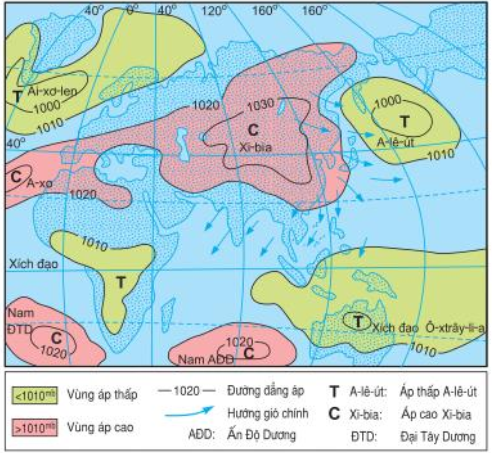 40° 0° 40° 80° 120° 160° 160°
T Ai-xơ-len
1000
1010
1020
1030
C
Xi-bia
1000
T
A-lê-út
1010
40°
C
A-xo
1020
1010
Xích đạo
T
Nam
ĐTD
C
1020
1020
C
Nam ADD
T
Xích đạo Ô-xtrây-li-a
1010
<1010mb Vùng áp thấp
>1010mb Vùng áp cao
1020 Đường đẳng áp
Hướng gió chính
AĐD: Ấn Độ Dương
T A-lê-út: Áp thấp A-lê-út
C Xi-bia: Áp cao Xi-bia
ĐTD: Đại Tây Dương